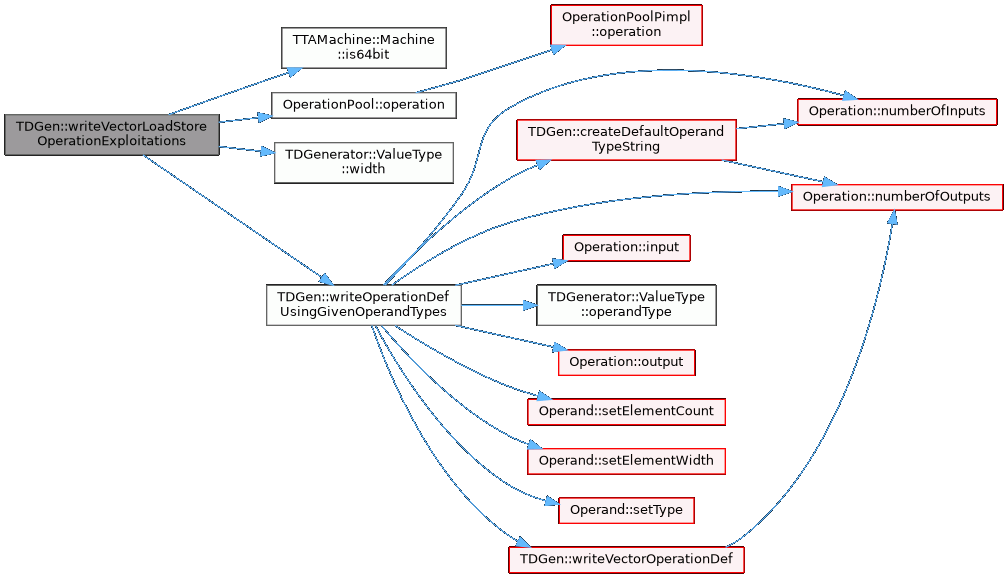 TDGen::writeVectorLoadStore
OperationExploitations
TTAMachine::Machine
::is64bit
OperationPool::operation
TDGenerator::ValueType
::width
TDGen::writeOperationDef
UsingGivenOperandTypes
OperationPoolPimpl
::operation
TDGen::createDefaultOperand
TypeString
Operation::input
TDGenerator::ValueType
::operandType
Operation::output
Operand::setElementCount
Operand::setElementWidth
Operand::setType
TDGen::writeVectorOperationDef
Operation::numberOfInputs
Operation::numberOfOutputs